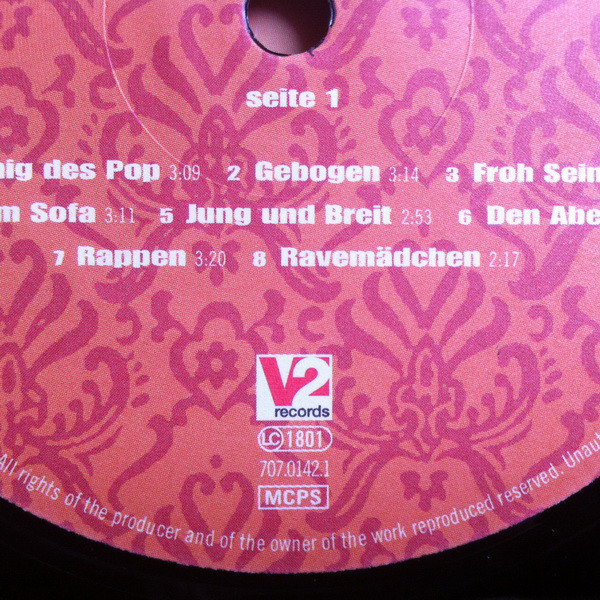 seite 1
nig des Pop 3:09 2 Gebogen 3:14 3 Froh Sein
m Sofa 3:11 5 Jung und Breit 2:53 6 Den Abe
7 Rappen 3:20 8 Ravemädchen 2:17
V2
records
LC 1801
707.0142.1
MCPS
All rights of the producer and of the owner of the work reproduced reserved. Unau